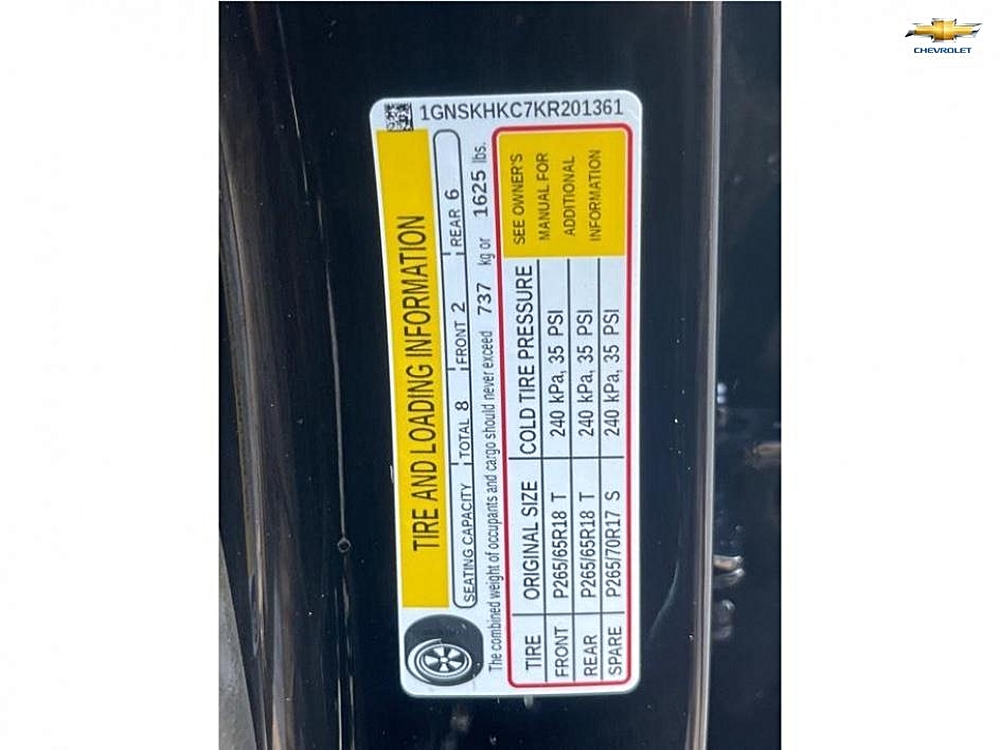 CHEVROLET
1GNSKHKC7KR201361
TIRE AND LOADING INFORMATION
SEATING CAPACITY TOTAL 8 FRONT 2 REAR 6
The combined weight of occupants and cargo should never exceed 737 kg or 1625 lbs.
TIRE ORIGINAL SIZE COLD TIRE PRESSURE
FRONT P265/65R18 T 240 kPa, 35 PSI
REAR P265/65R18 T 240 kPa, 35 PSI
SPARE P265/70R17 S 240 kPa, 35 PSI
SEE OWNER'S
MANUAL FOR
ADDITIONAL
INFORMATION